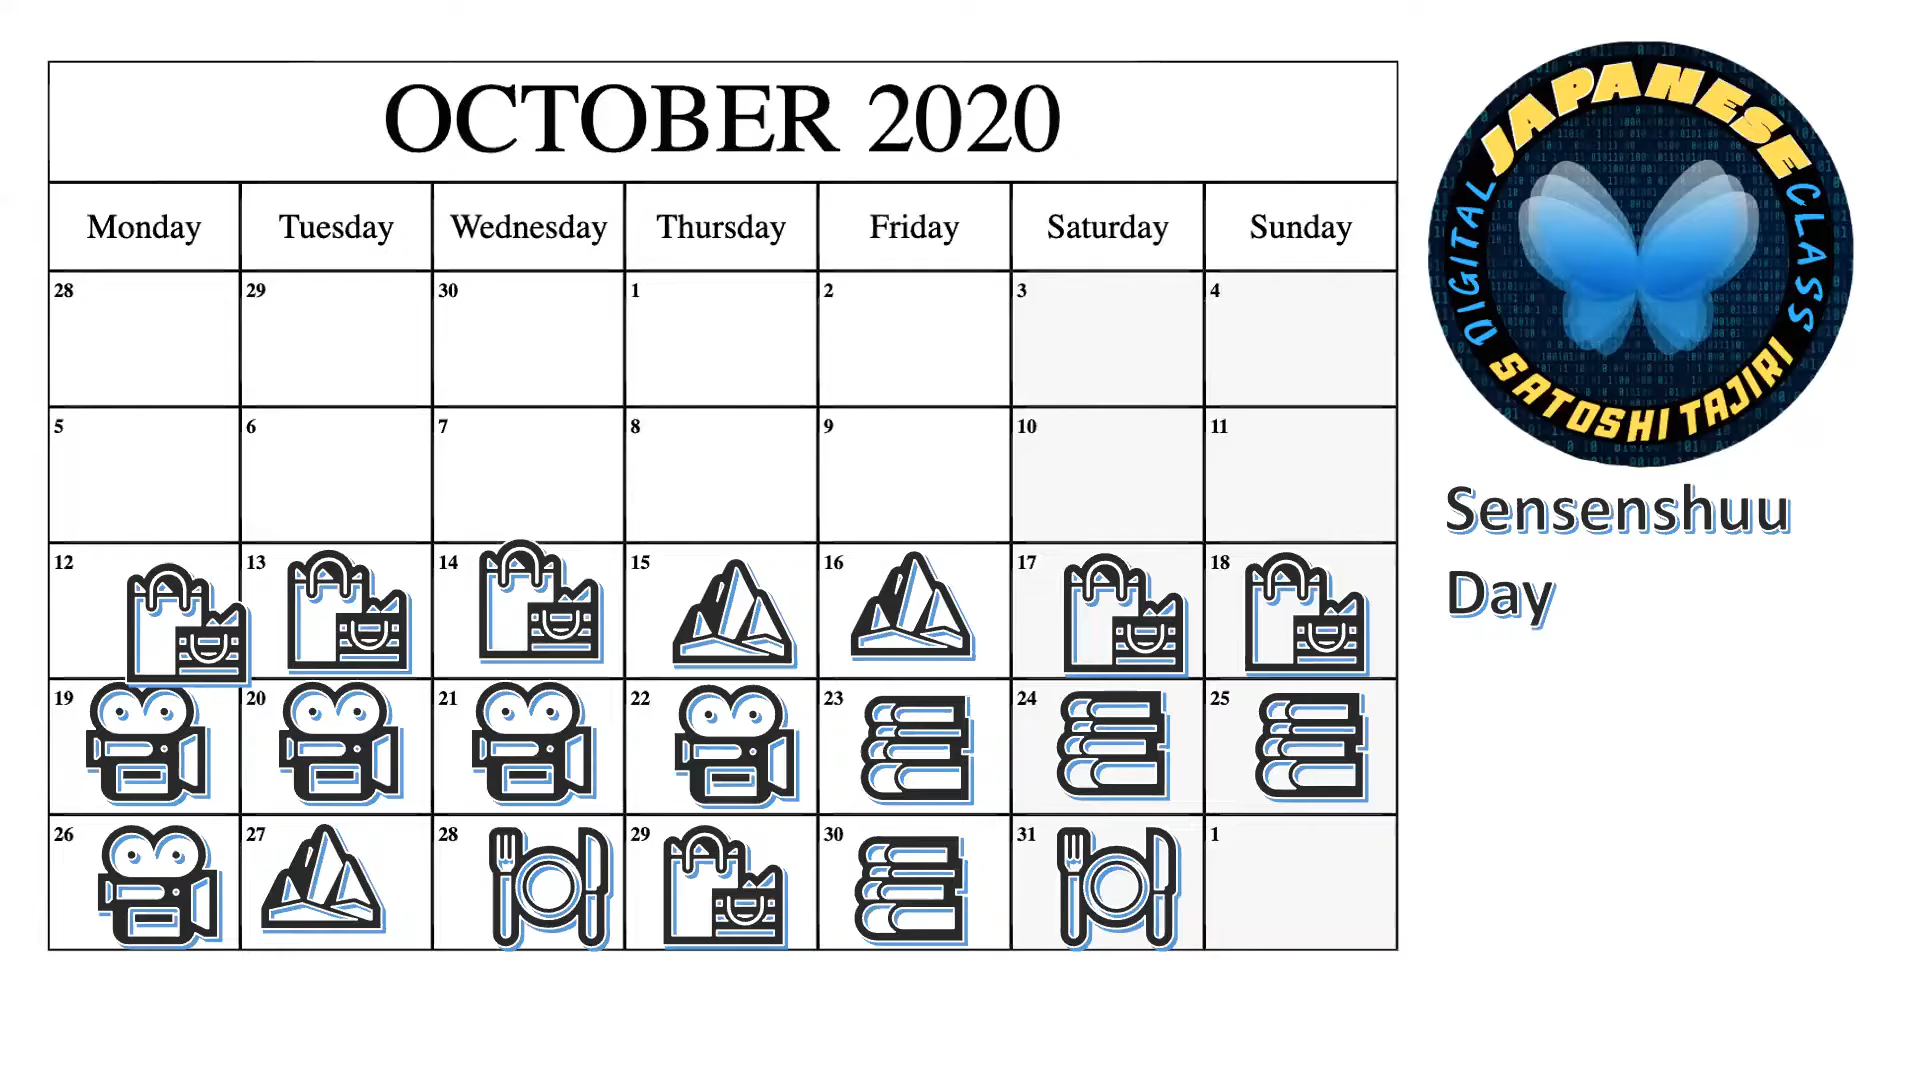 OCTOBER 2020
Monday Tuesday Wednesday Thursday Friday Saturday Sunday
28 29 30 1 2 3 4
5 6 7 8 9 10 11
12 13 14 15 16 17 18
19 20 21 22 23 24 25
26 27 28 29 30 31 1
DIGITAL JAPANESE CLASS
SATOSHI TAJIRI
Sensenshuu
Day